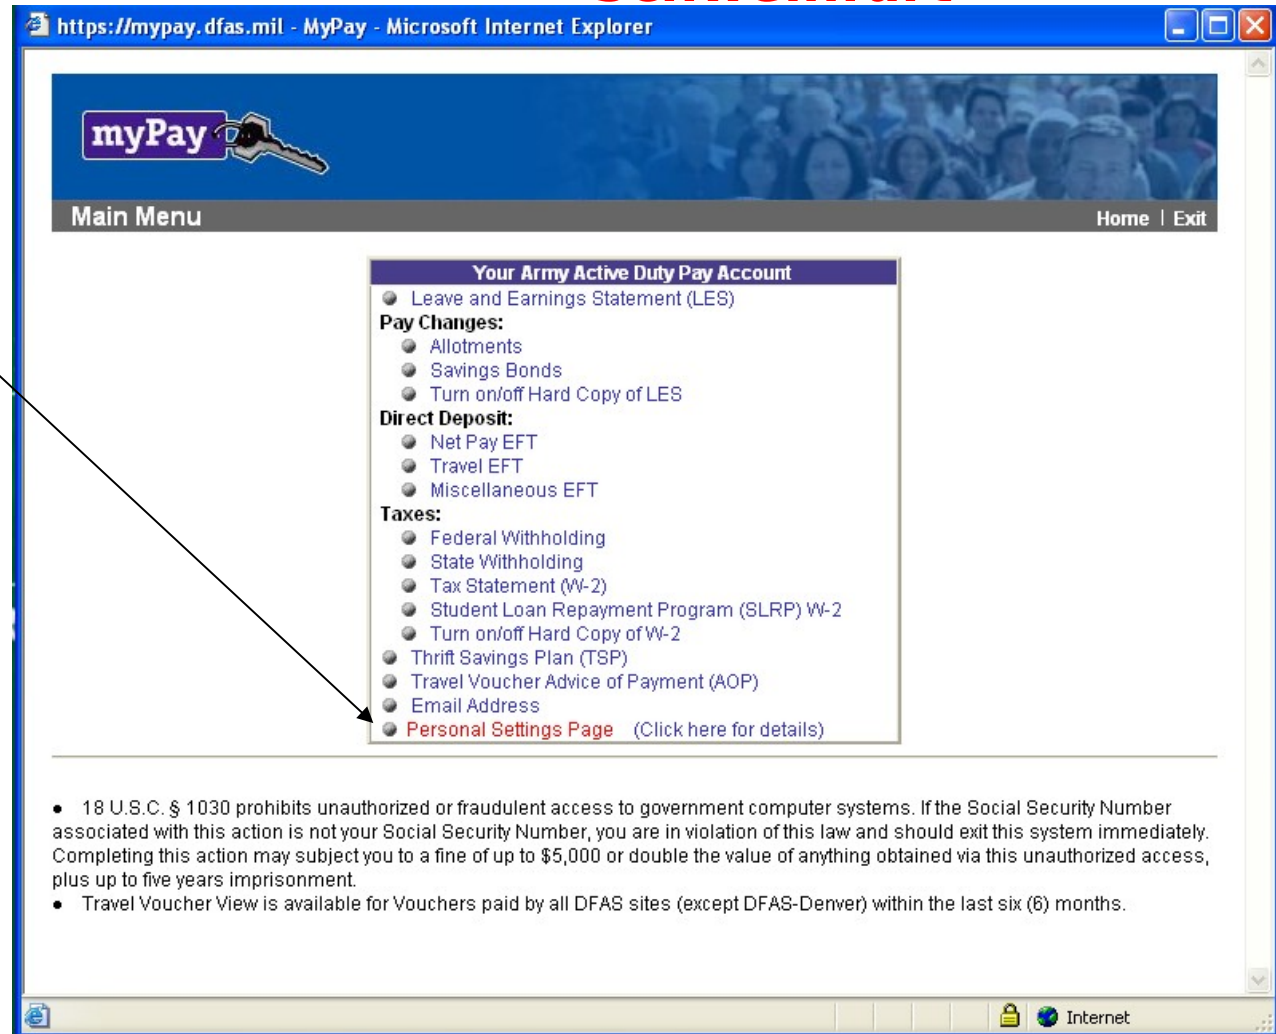 https://mypay.dfas.mil - MyPay - Microsoft Internet Explorer
myPay
Main Menu
Home | Exit
Your Army Active Duty Pay Account
Leave and Earnings Statement (LES)
Pay Changes:
Allotments
Savings Bonds
Turn on/off Hard Copy of LES
Direct Deposit:
Net Pay EFT
Travel EFT
Miscellaneous EFT
Taxes:
Federal Withholding
State Withholding
Tax Statement (W-2)
Student Loan Repayment Program (SLRP) W-2
Turn on/off Hard Copy of W-2
Thrift Savings Plan (TSP)
Travel Voucher Advice of Payment (AOP)
Email Address
Personal Settings Page (Click here for details)
• 18 U.S.C. § 1030 prohibits unauthorized or fraudulent access to government computer systems. If the Social Security Number
associated with this action is not your Social Security Number, you are in violation of this law and should exit this system immediately.
Completing this action may subject you to a fine of up to $5,000 or double the value of anything obtained via this unauthorized access,
plus up to five years imprisonment.
• Travel Voucher View is available for Vouchers paid by all DFAS sites (except DFAS-Denver) within the last six (6) months.
Internet